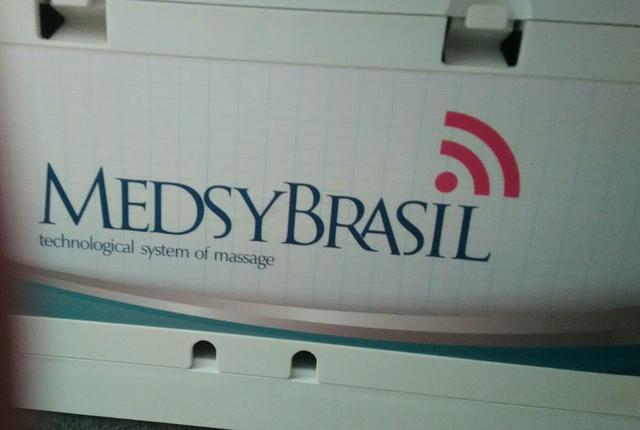 MEDSYBRASIL
technological system of massage